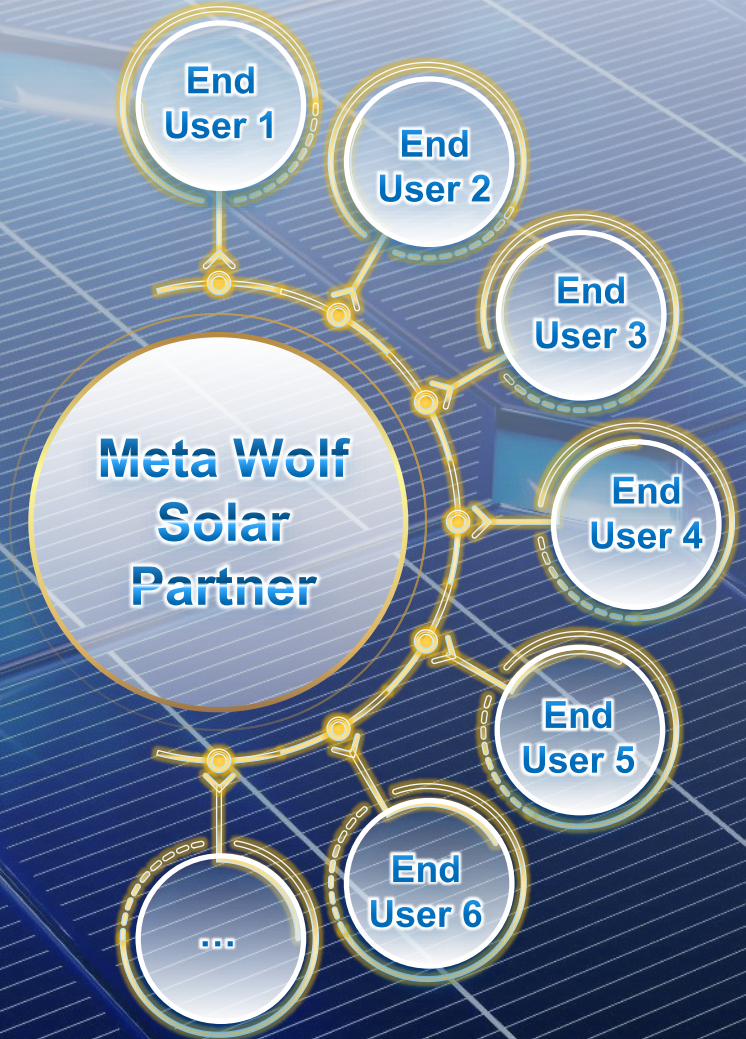 End
User 1
End
User 2
End
User 3
Meta Wolf
Solar
Partner
End
User 4
End
User 5
End
User 6
...